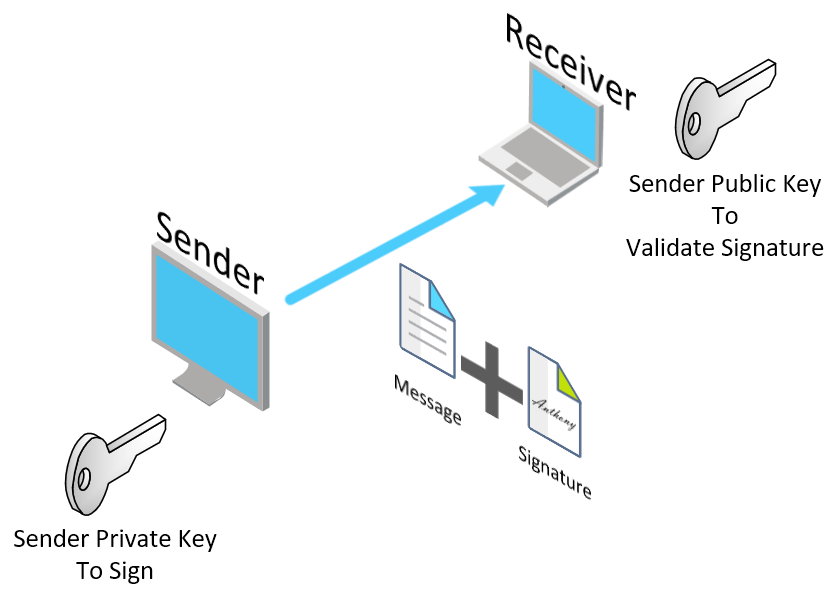 Receiver
Sender Public Key
To
Validate Signature
Sender
Message
Anthony
Signature
Sender Private Key
To Sign